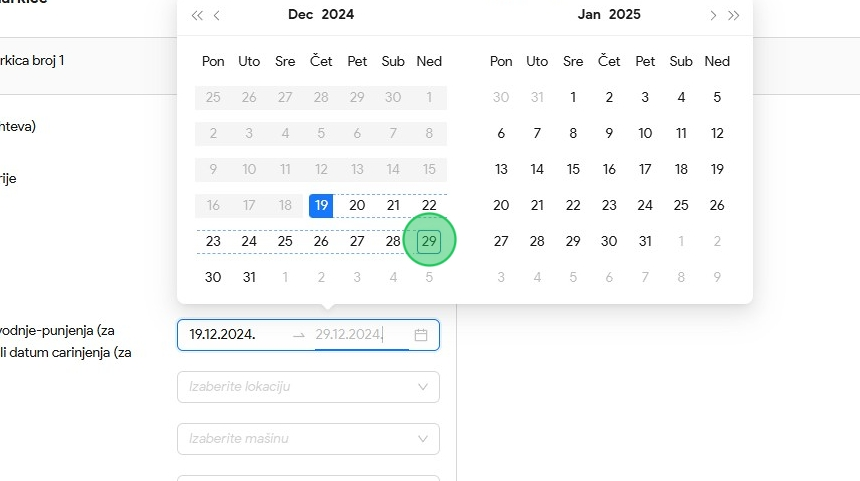 Dec 2024
Jan 2025
Pon Uto Sre Čet Pet Sub Ned
Pon Uto Sre Čet Pet Sub Ned
25 26 27 28 29 30 1
30 31 1 2 3 4 5
2 3 4 5 6 7 8
6 7 8 9 10 11 12
9 10 11 12 13 14 15
13 14 15 16 17 18 19
16 17 18 19 20 21 22
20 21 22 23 24 25 26
23 24 25 26 27 28 29
27 28 29 30 31 1 2
30 31 1 2 3 4 5
3 4 5 6 7 8 9
rkica broj 1
hteva)
rije
vodnje-punjenja (za
li datum carinjenja (za
19.12.2024.
29.12.2024.
Izaberite lokaciju
Izaberite mašinu